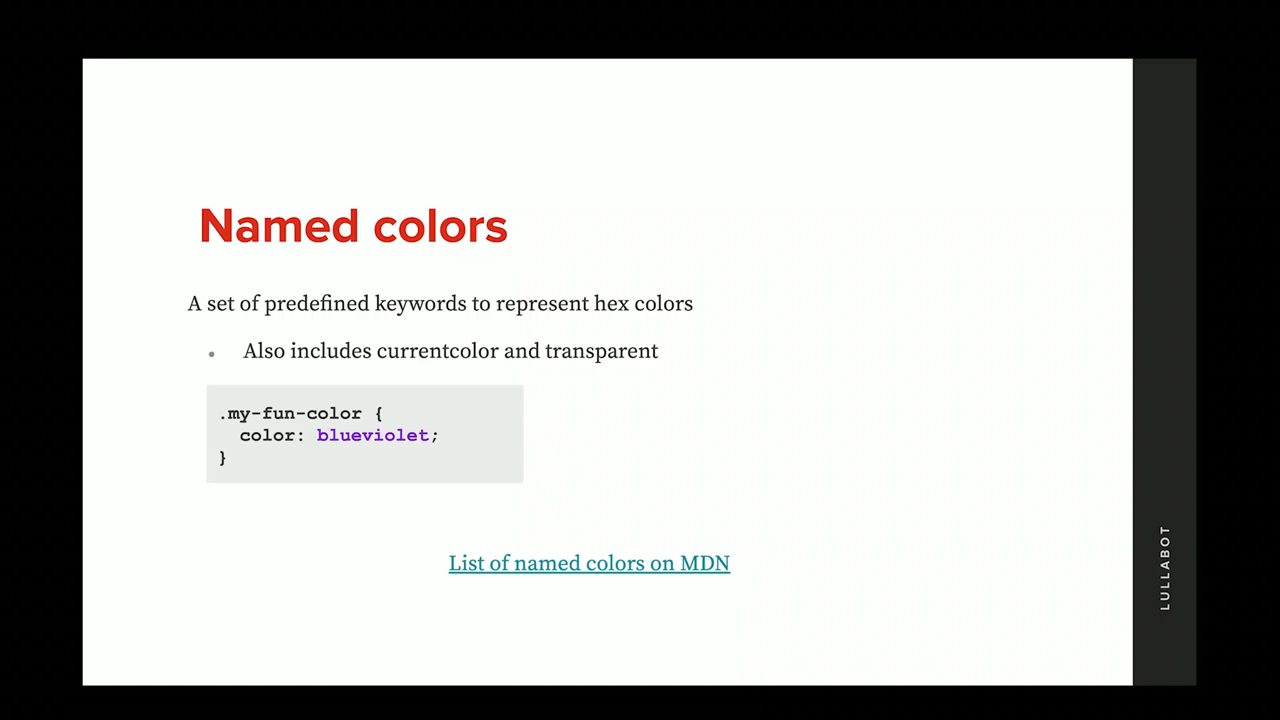 Named colors
A set of predefined keywords to represent hex colors
• Also includes currentcolor and transparent
.my-fun-color {
  color: blueviolet;
}
List of named colors on MDN
LULLABOT